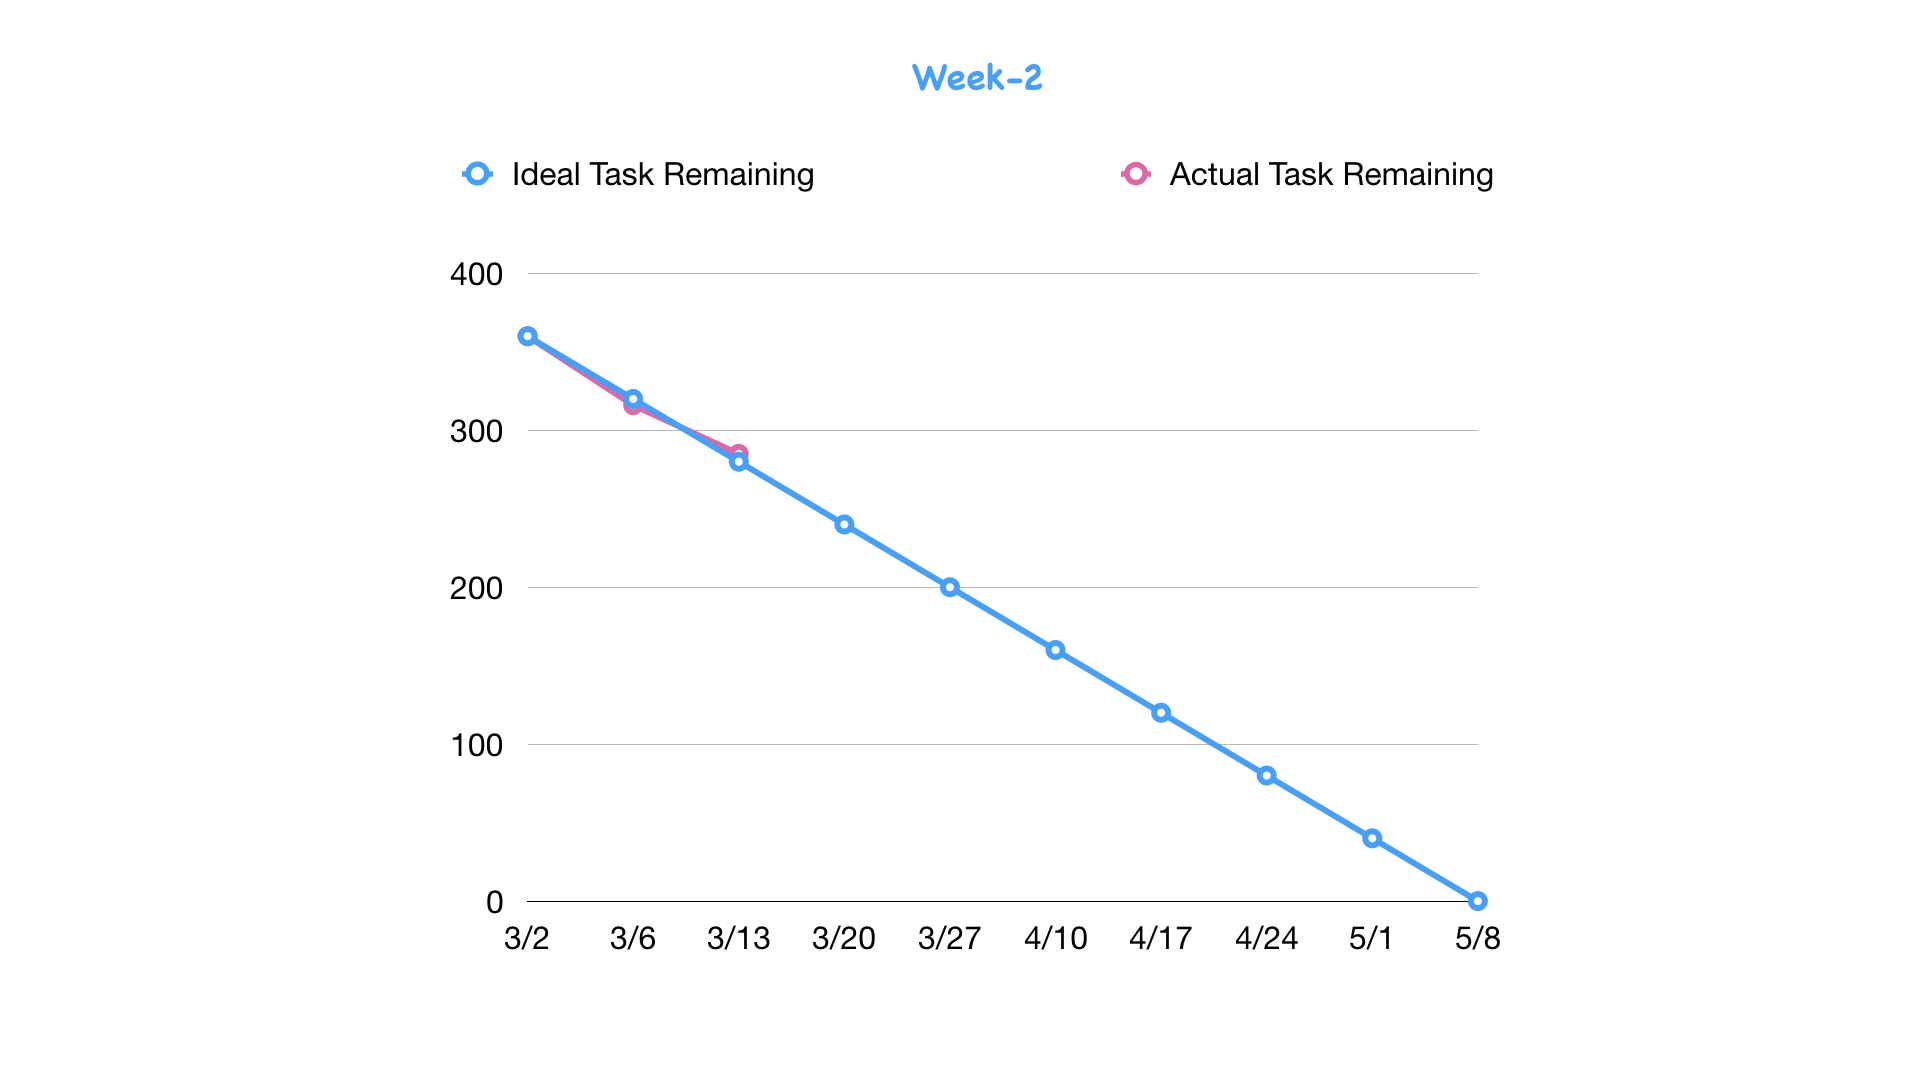 Week-2
Ideal Task Remaining
Actual Task Remaining
400
300
200
100
0
3/2 3/6 3/13 3/20 3/27 4/10 4/17 4/24 5/1 5/8